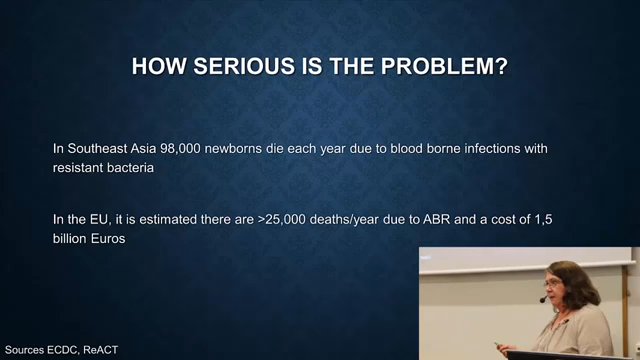 HOW SERIOUS IS THE PROBLEM?
In Southeast Asia 98,000 newborns die each year due to blood borne infections with
resistant bacteria
In the EU, it is estimated there are >25,000 deaths/year due to ABR and a cost of 1,5
billion Euros
Sources ECDC, ReACT